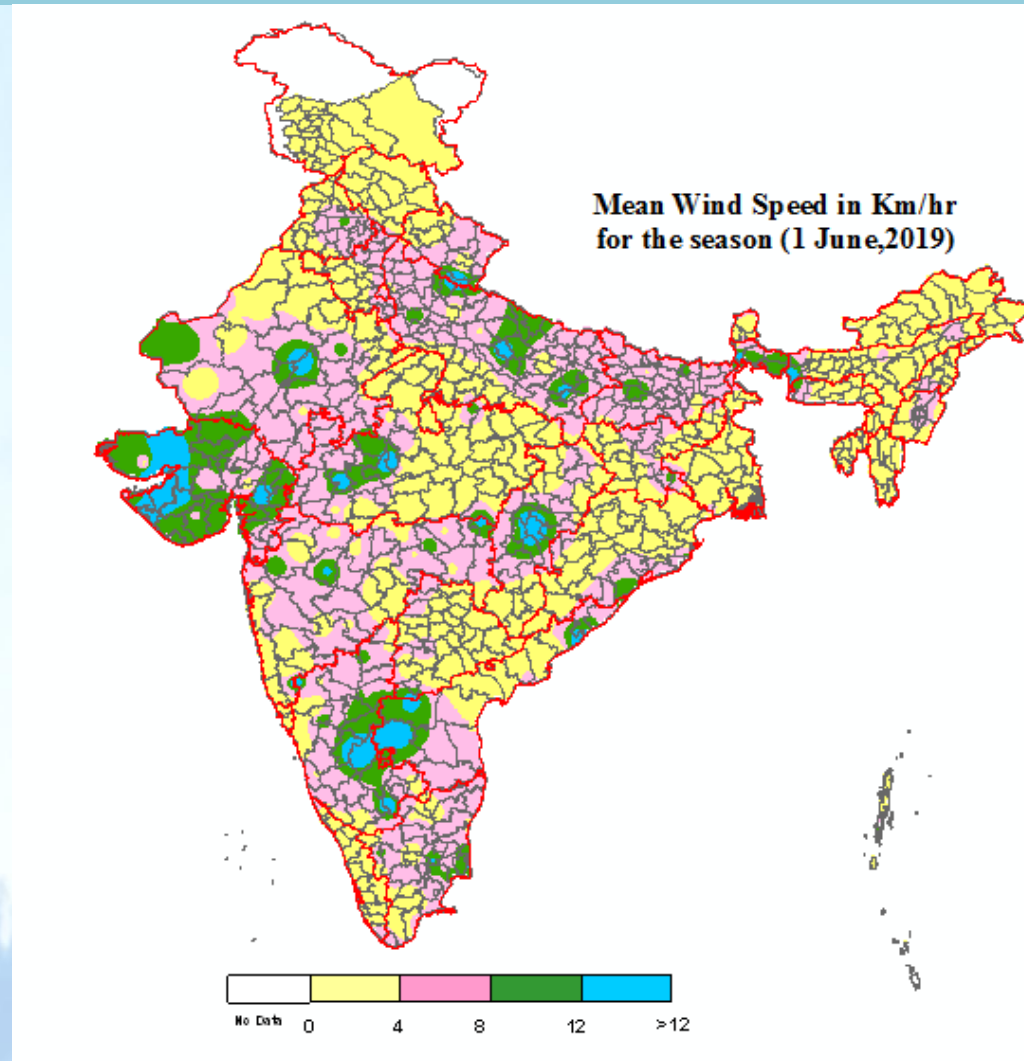 Mean Wind Speed in Km/hr
for the season (1 June,2019)
No Data 0 4 8 12 >12